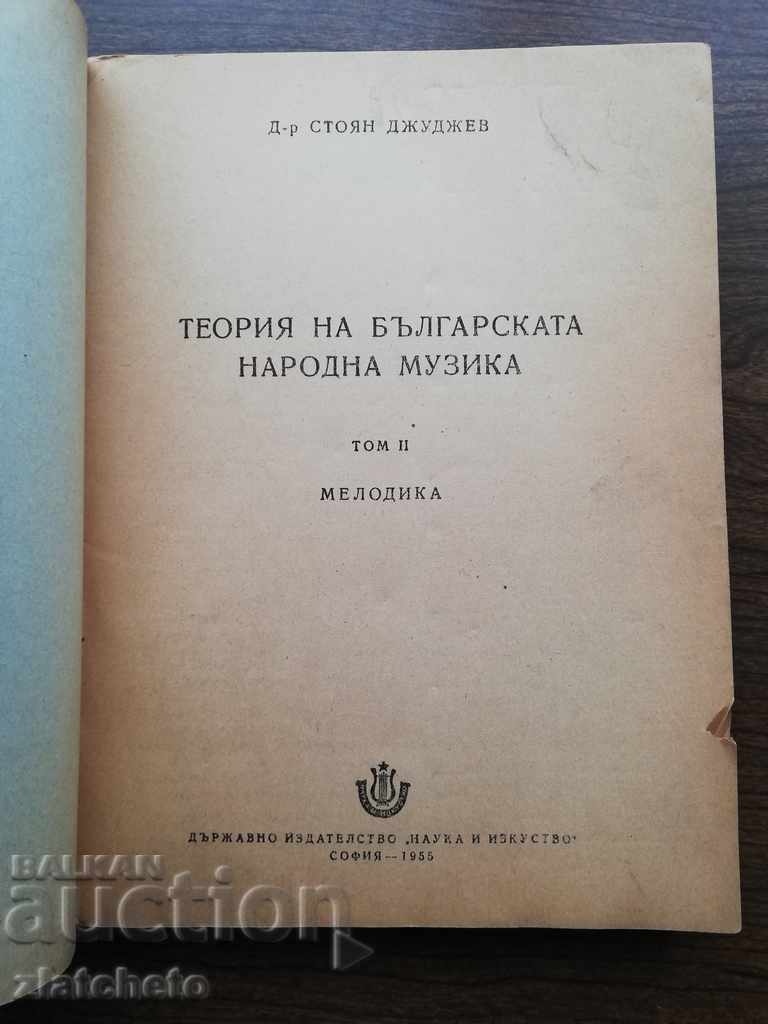 Д-р СТОЯН ДЖУДЖЕВ
ТЕОРИЯ НА БЪЛГАРСКАТА
НАРОДНА МУЗИКА
ТОМ II
МЕЛОДИКА
ДЪРЖАВНО ИЗДАТЕЛСТВО „НАУКА И ИЗКУСТВО“
СОФИЯ — 1955
BALKAN
auction
zlatcheto